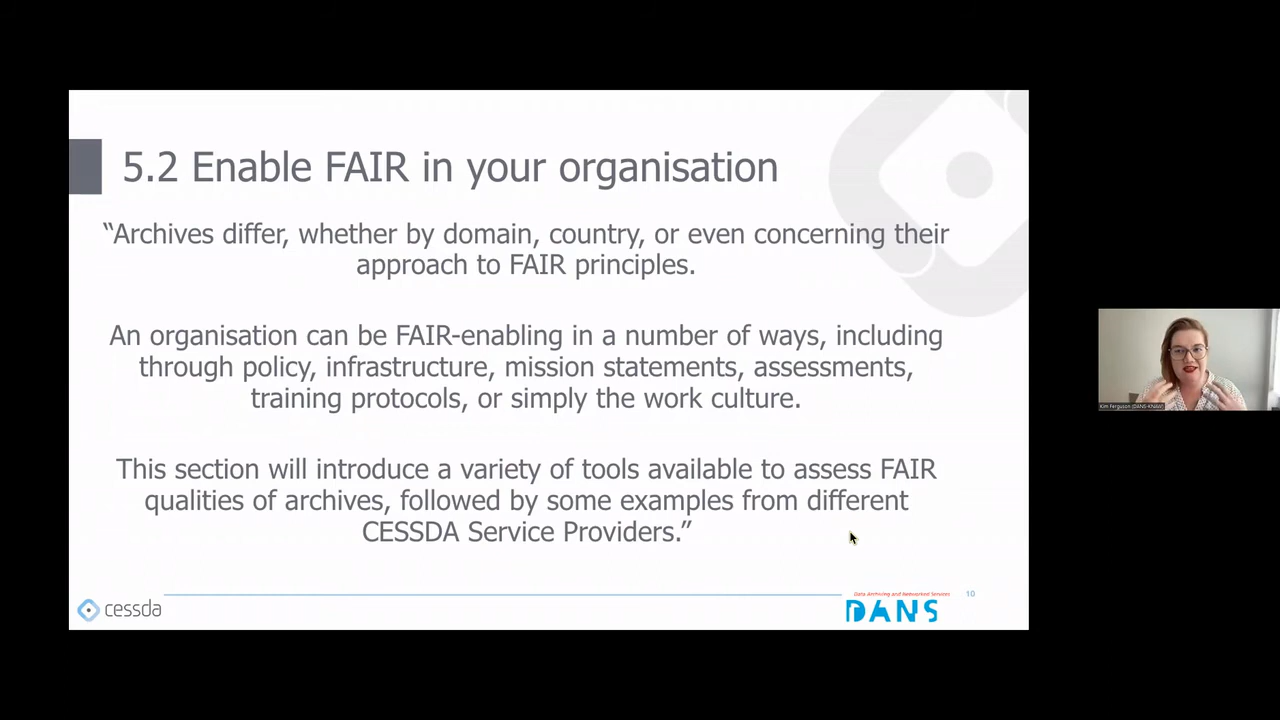 5.2 Enable FAIR in your organisation
“Archives differ, whether by domain, country, or even concerning their
approach to FAIR principles.
An organisation can be FAIR-enabling in a number of ways, including
through policy, infrastructure, mission statements, assessments,
training protocols, or simply the work culture.
This section will introduce a variety of tools available to assess FAIR
qualities of archives, followed by some examples from different
CESSDA Service Providers.”
cessda
Data Archiving and Networked Services
DANS
10
Kim Ferguson (DANS-KNAW)